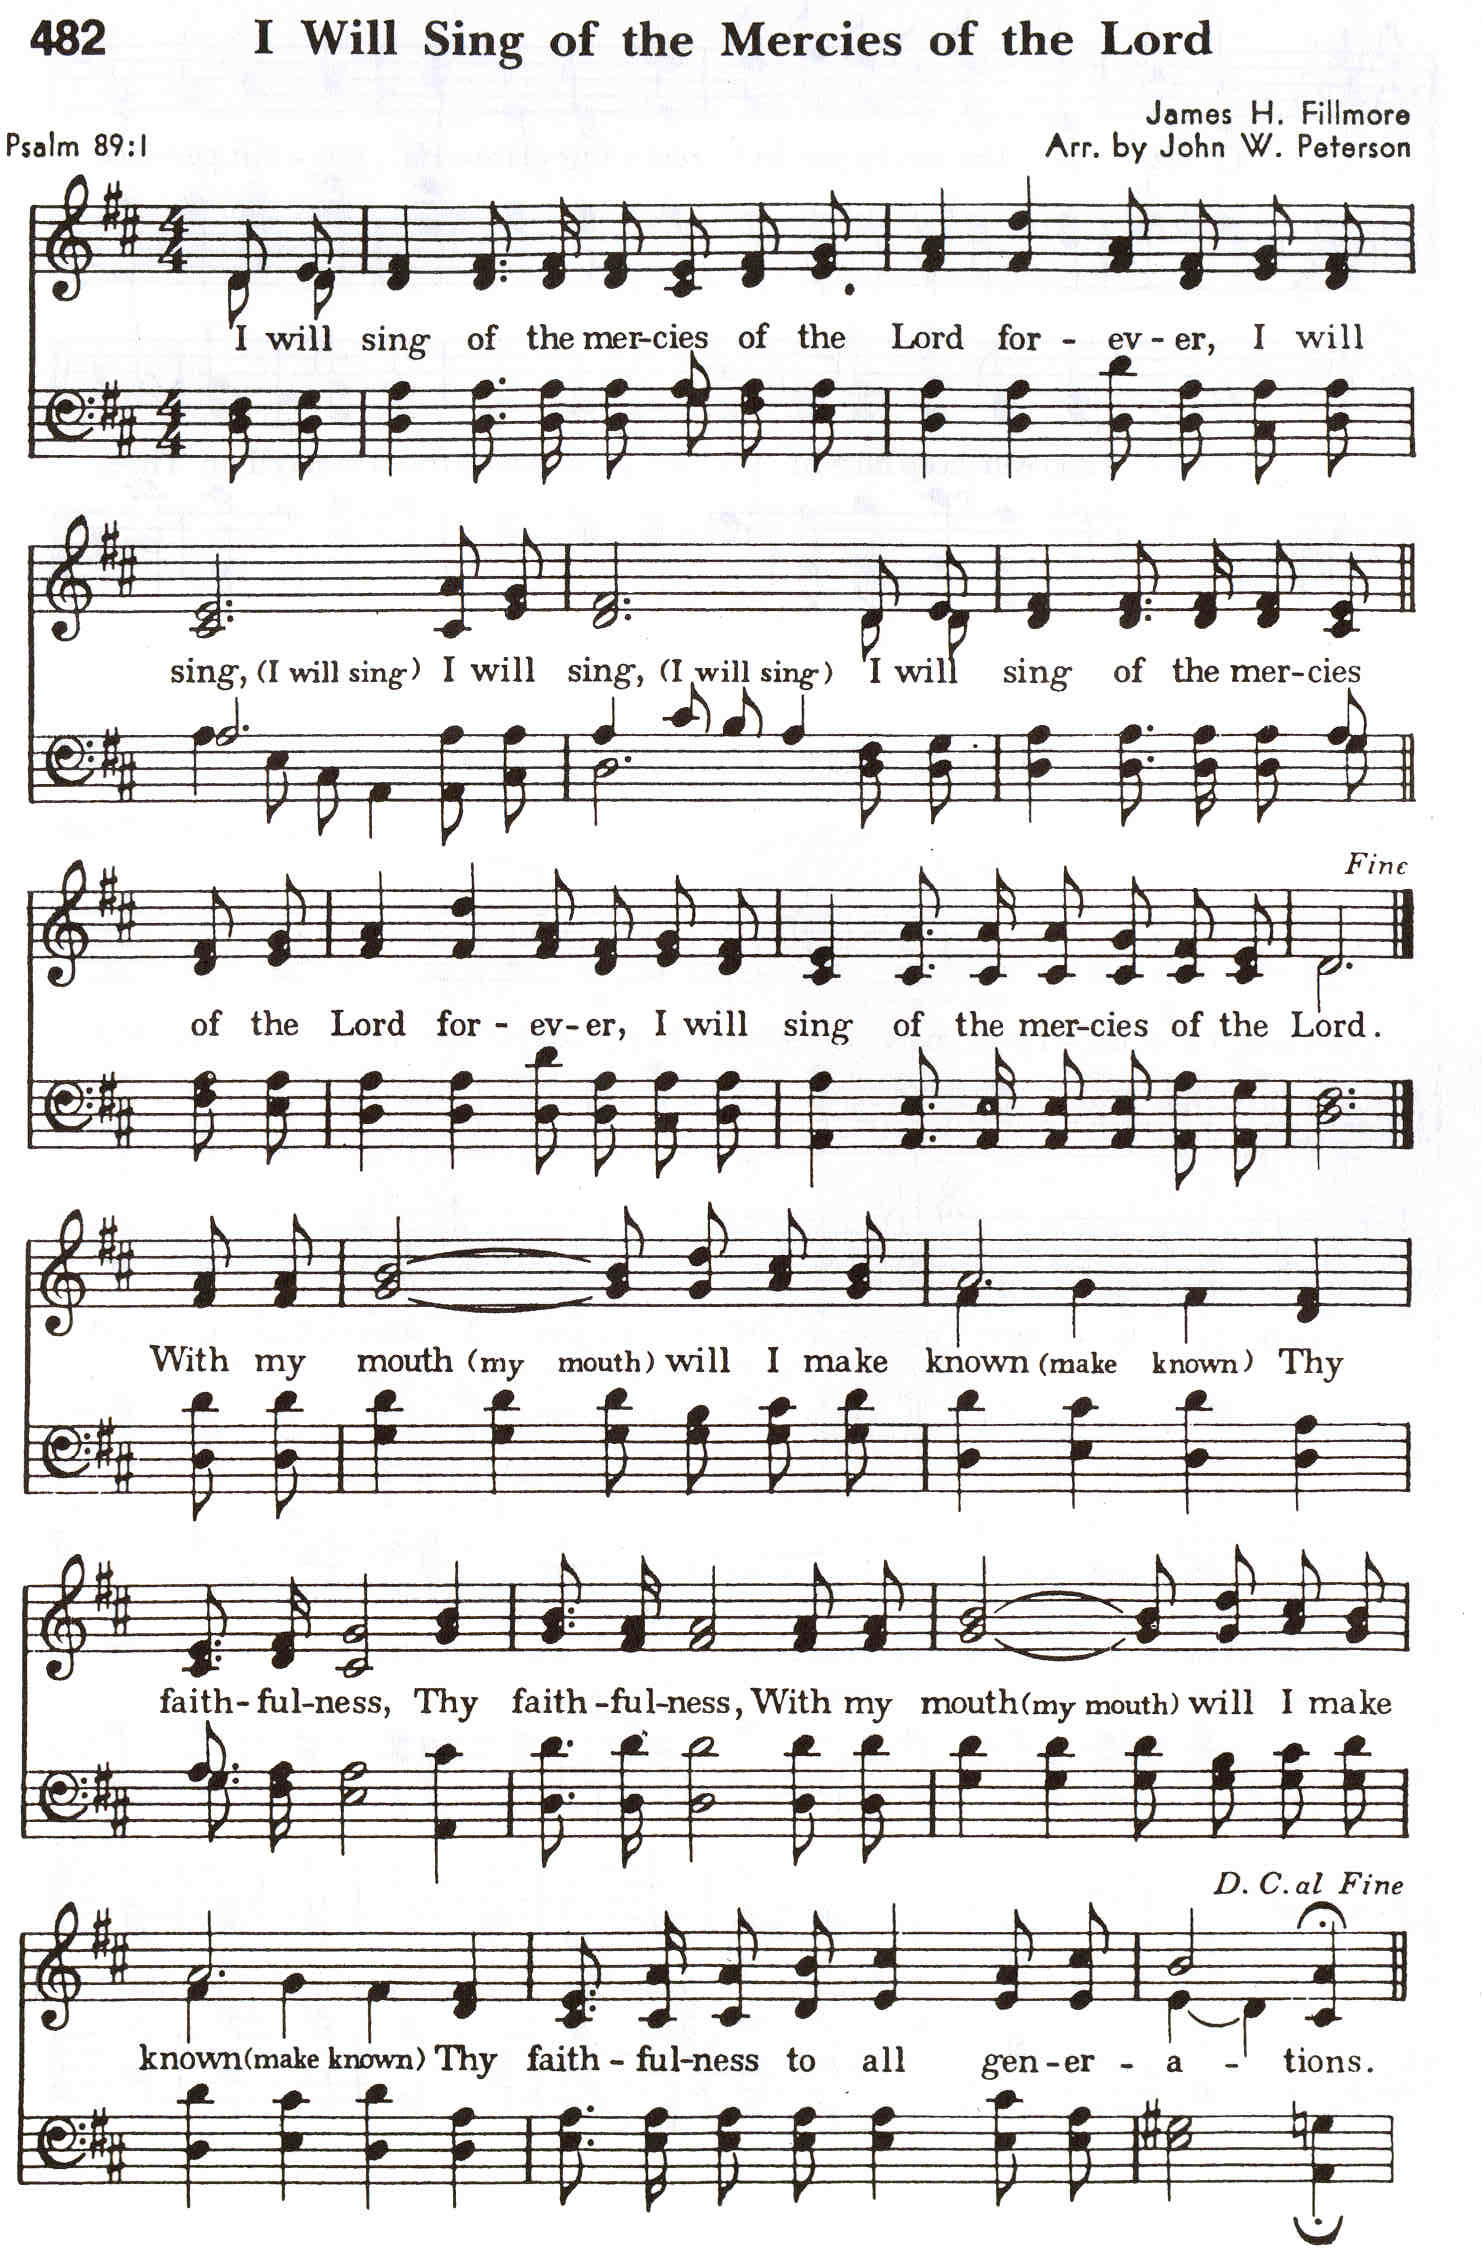 482 I Will Sing of the Mercies of the Lord
James H. Fillmore
Psalm 89:1 Arr. by John W. Peterson
I will sing of the mer-cies of the Lord for - ev - er, I will
sing, (I will sing) I will sing, (I will sing) I will sing of the mer-cies
Fine
of the Lord for - ev-er, I will sing of the mer-cies of the Lord.
With my mouth (my mouth) will I make known (make known) Thy
faith-ful-ness, Thy faith-ful-ness, With my mouth (my mouth) will I make
D. C. al Fine
known (make known) Thy faith - ful-ness to all gen-er - a - tions.